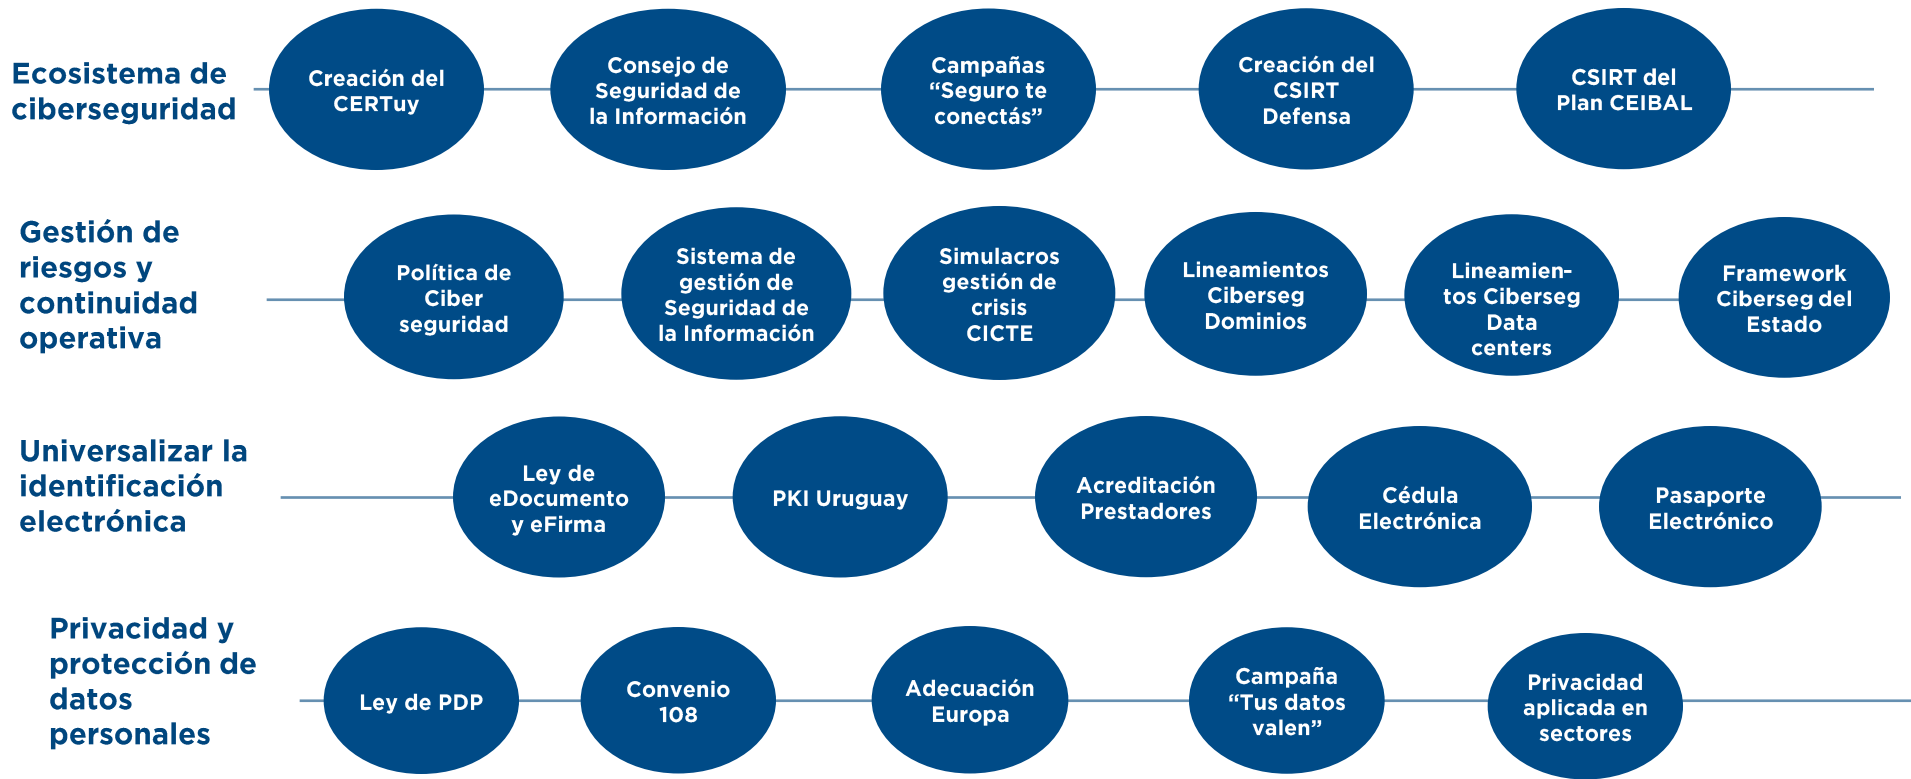 Ecosistema de
ciberseguridad
Creación del
CERTuy
Consejo de
Seguridad de
la Información
Campañas
“Seguro te
conectás”
Creación del
CSIRT
Defensa
CSIRT del
Plan CEIBAL
Gestión de
riesgos y
continuidad
operativa
Política de
Ciber
seguridad
Sistema de
gestión de
Seguridad de
la Información
Simulacros
gestión de
crisis
CICTE
Lineamientos
Ciberseg
Dominios
Lineamien-
tos Ciberseg
Data
centers
Framework
Ciberseg del
Estado
Universalizar la
identificación
electrónica
Ley de
eDocumento
y eFirma
PKI Uruguay
Acreditación
Prestadores
Cédula
Electrónica
Pasaporte
Electrónico
Privacidad y
protección de
datos
personales
Ley de PDP
Convenio
108
Adecuación
Europa
Campaña
“Tus datos
valen”
Privacidad
aplicada en
sectores